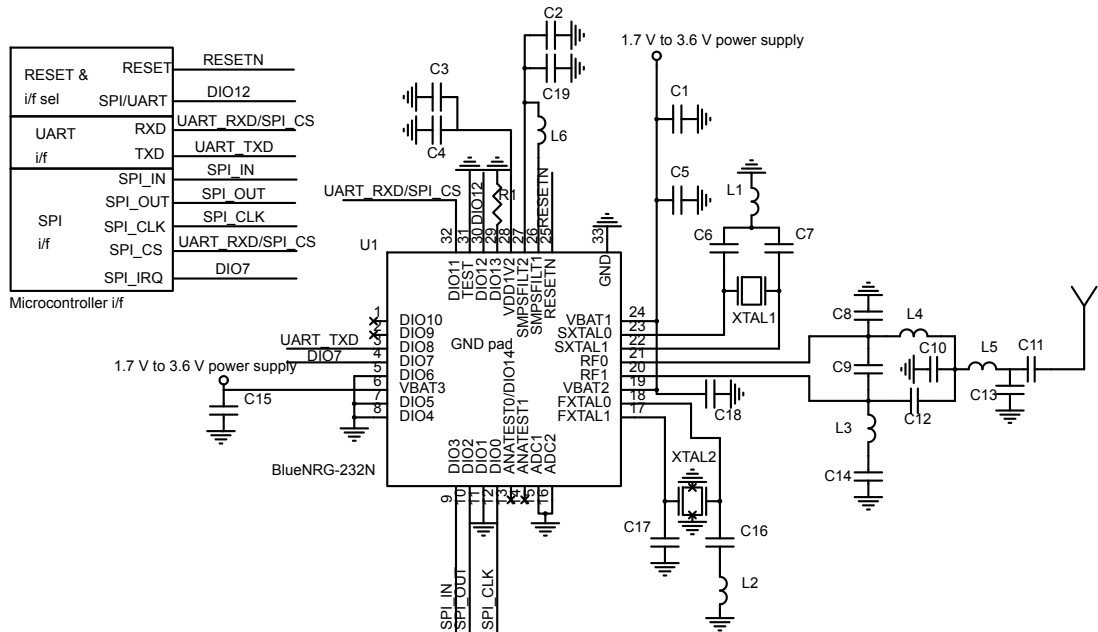 C2
1.7 V to 3.6 V power supply
RESET &
i/f sel
RESET
RESETN
SPI/UART
DIO12
UART
i/f
RXD
UART_RXD/SPI_CS
TXD
UART_TXD
SPI
i/f
SPI_IN
SPI_IN
SPI_OUT
SPI_OUT
SPI_CLK
SPI_CLK
SPI_CS
UART_RXD/SPI_CS
SPI_IRQ
DIO7
Microcontroller i/f
C3
C4
C19
L6
C1
C5
L1
C6
C7
XTAL1
UART_RXD/SPI_CS
DIO12
R1
RESETN
U1
32
31
30
29
28
27
26
25
33
DIO11
TEST
DIO12
DIO13
VDD1V2
SMPSFILT2
SMPSFILT1
RESETN
GND
1
DIO10
2
DIO9
UART_TXD
3
DIO8
DIO7
4
DIO7
5
DIO6
1.7 V to 3.6 V power supply
6
VBAT3
7
DIO5
8
DIO4
C15
GND pad
24
VBAT1
23
SXTAL0
22
SXTAL1
21
RF0
20
RF1
19
VBAT2
18
FXTAL0
17
FXTAL1
C18
C8
L4
C9
C10
L5
C11
C13
C12
L3
C14
DIO3
DIO2
DIO1
DIO0
ANATEST0/DIO14
ANATEST1
ADC1
ADC2
BlueNRG-232N
9
10
11
12
13
14
15
16
XTAL2
C17
C16
L2
SPI_IN
SPI_OUT
SPI_CLK